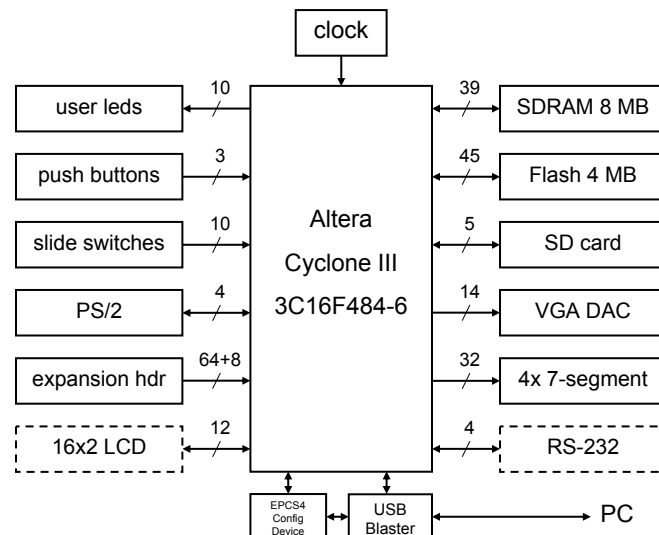 clock
10
user leds
39
SDRAM 8 MB
3
push buttons
45
Flash 4 MB
10
slide switches
5
SD card
Altera
Cyclone III
3C16F484-6
4
PS/2
14
VGA DAC
64+8
expansion hdr
32
4x 7-segment
12
16x2 LCD
4
RS-232
EPCS4
Config
Device
USB
Blaster
PC